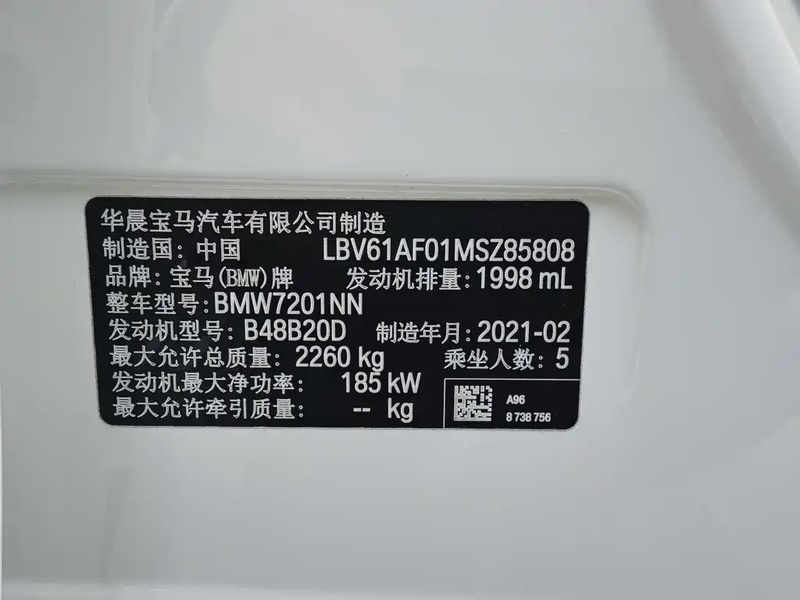 华晨宝马汽车有限公司制造
制造国: 中国 LBV61AF01MSZ85808
品牌: 宝马(BMW)牌 发动机排量: 1998 mL
整车型号: BMW7201NN
发动机型号: B48B20D 制造年月: 2021-02
最大允许总质量: 2260 kg 乘坐人数: 5
发动机最大净功率: 185 kW
最大允许牵引质量: -- kg
A96
8 738 756